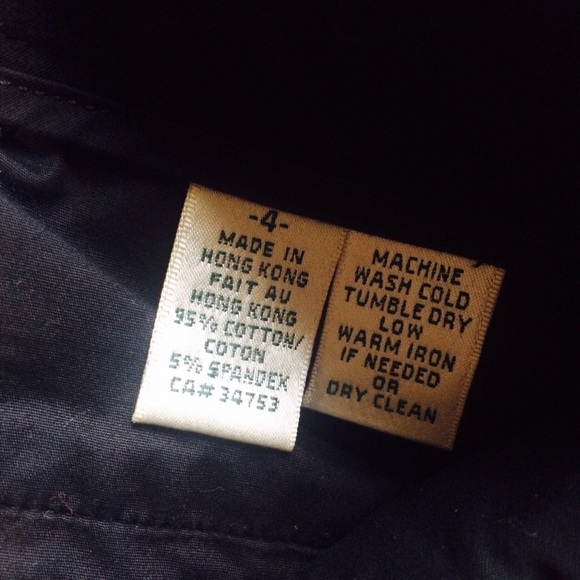 -4-
MADE IN
HONG KONG
FAIT AU
HONG KONG
95% COTTON/
COTON
5% SPANDEX
CA# 34753
MACHINE
WASH COLD
TUMBLE DRY
LOW
WARM IRON
IF NEEDED
OR
DRY CLEAN